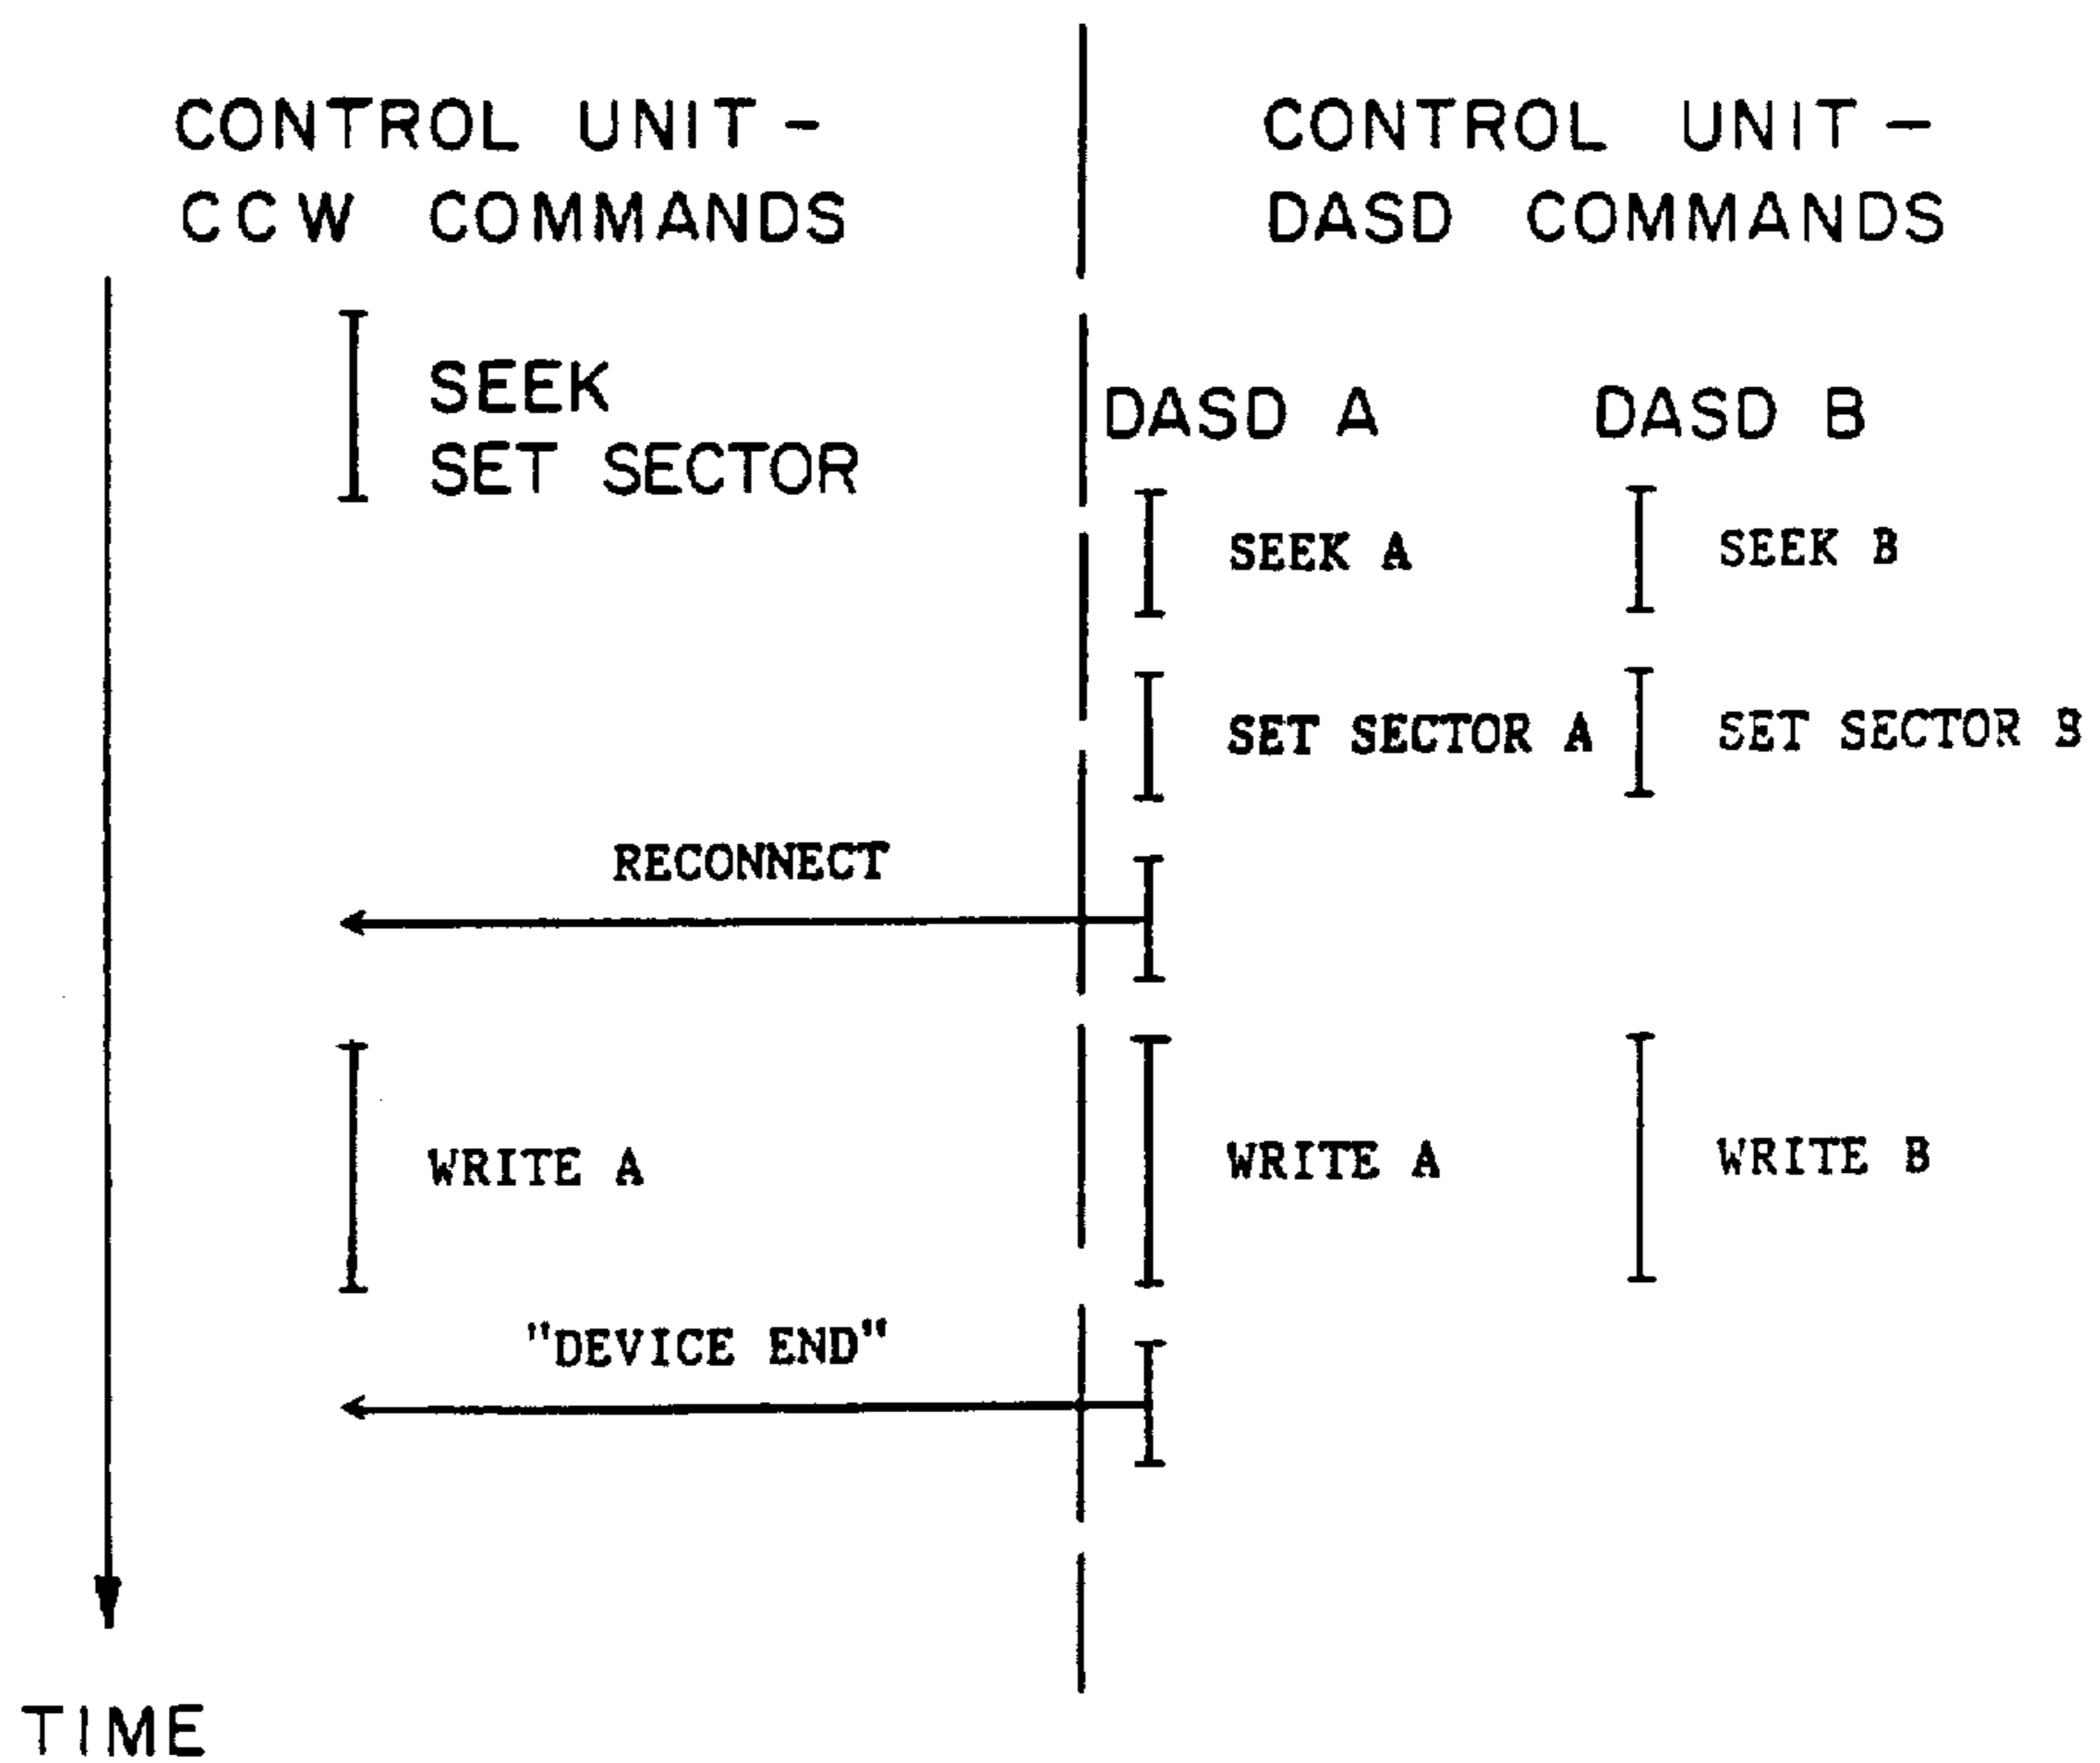 CONTROL UNIT-
CCW COMMANDS
CONTROL UNIT-
DASD COMMANDS
SEEK
SET SECTOR
DASD A
DASD B
SEEK A
SEEK B
SET SECTOR A
SET SECTOR B
RECONNECT
WRITE A
WRITE A
WRITE B
"DEVICE END"
TIME